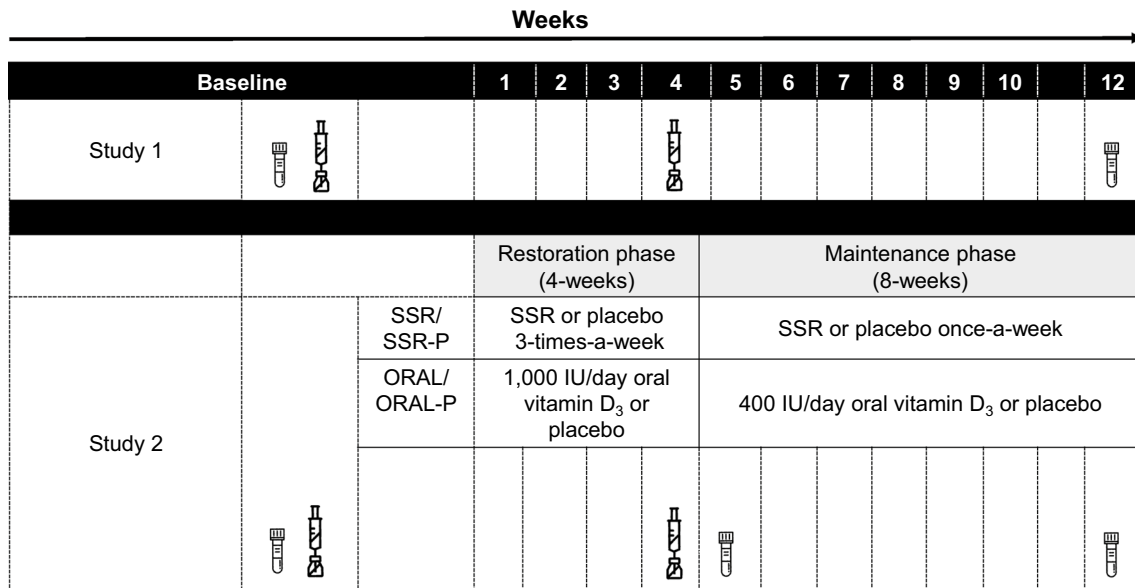 Weeks
Baseline 1 2 3 4 5 6 7 8 9 10 12
Study 1
Restoration phase
(4-weeks)
Maintenance phase
(8-weeks)
SSR/
SSR-P
SSR or placebo
3-times-a-week
SSR or placebo once-a-week
ORAL/
ORAL-P
1,000 IU/day oral
vitamin D₃ or
placebo
400 IU/day oral vitamin D₃ or placebo
Study 2